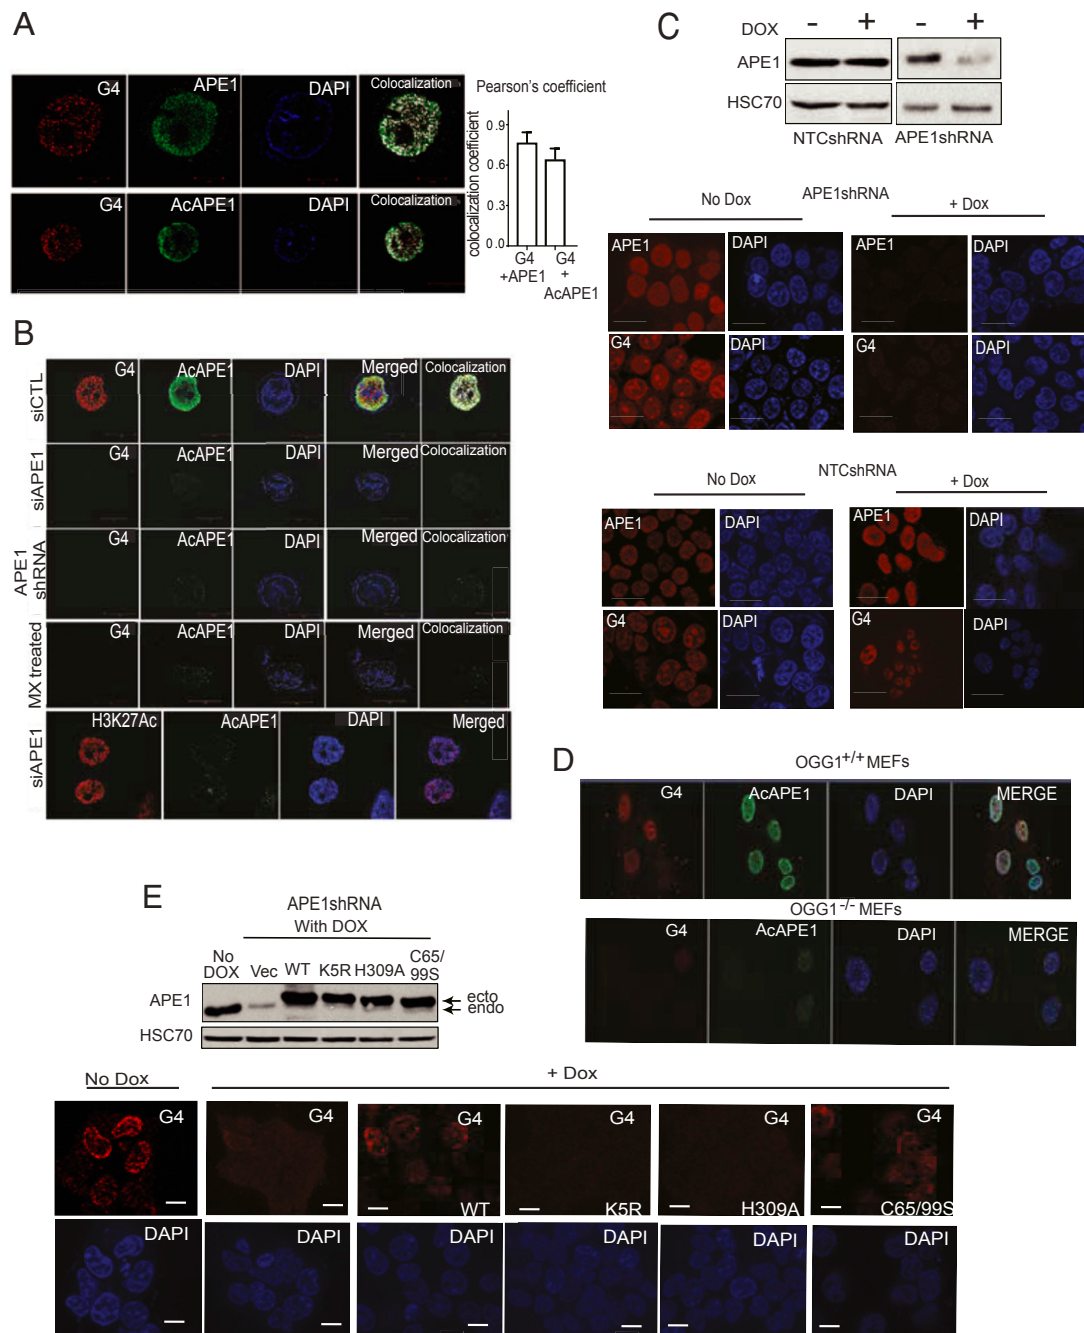 A
G4 APE1 DAPI Colocalization
G4 AcAPE1 DAPI Colocalization
Pearson's coefficient
colocalization coefficient
0.9
0.6
0.3
0.0
G4 G4
+APE1 +
AcAPE1
B
siCTL G4 AcAPE1 DAPI Merged Colocalization
siAPE1 G4 AcAPE1 DAPI Merged Colocalization
APE1 shRNA G4 AcAPE1 DAPI Merged Colocalization
MX treated G4 AcAPE1 DAPI Merged Colocalization
siAPE1 H3K27Ac AcAPE1 DAPI Merged
C
DOX - + - +
APE1
HSC70
NTCshRNA APE1shRNA
APE1shRNA
No Dox + Dox
APE1 DAPI APE1 DAPI
G4 DAPI G4 DAPI
NTCshRNA
No Dox + Dox
APE1 DAPI APE1 DAPI
G4 DAPI G4 DAPI
D
OGG1+/+ MEFs
G4 AcAPE1 DAPI MERGE
OGG1-/- MEFs
G4 AcAPE1 DAPI MERGE
E
APE1shRNA
With DOX
No DOX Vec WT K5R H309A C65/99S
APE1 ecto
endo
HSC70
No Dox + Dox
G4 G4 G4 G4 G4 G4
WT K5R H309A C65/99S
DAPI DAPI DAPI DAPI DAPI DAPI